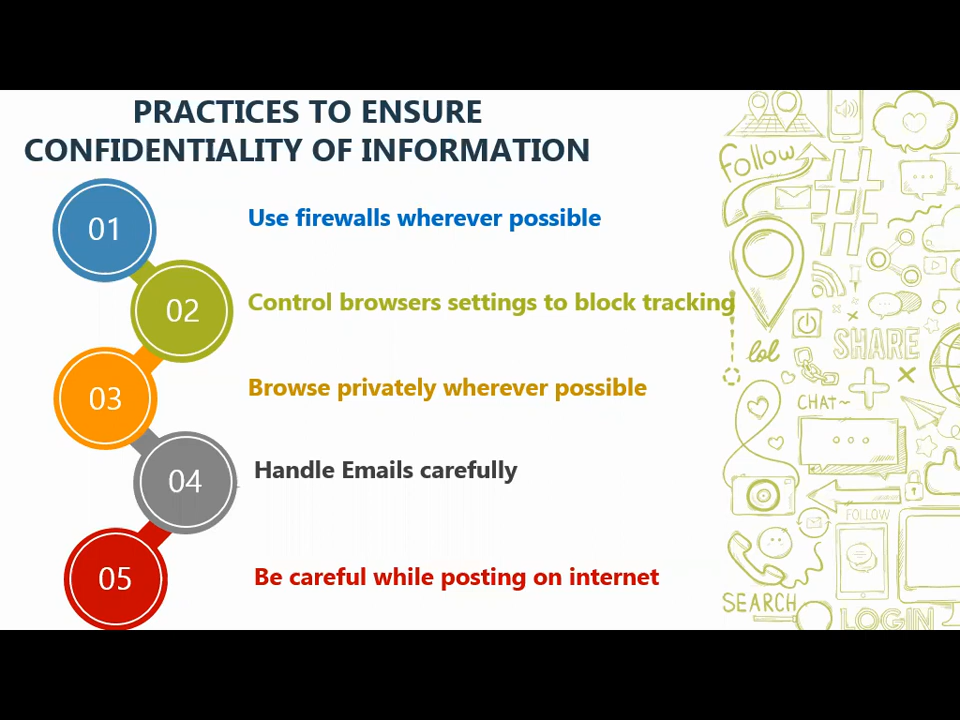 PRACTICES TO ENSURE
CONFIDENTIALITY OF INFORMATION
01
Use firewalls wherever possible
02
Control browsers settings to block tracking
03
Browse privately wherever possible
04
Handle Emails carefully
05
Be careful while posting on internet
Follow
#
lol
SHARE
CHAT~
FOLLOW
SEARCH
LOGIN